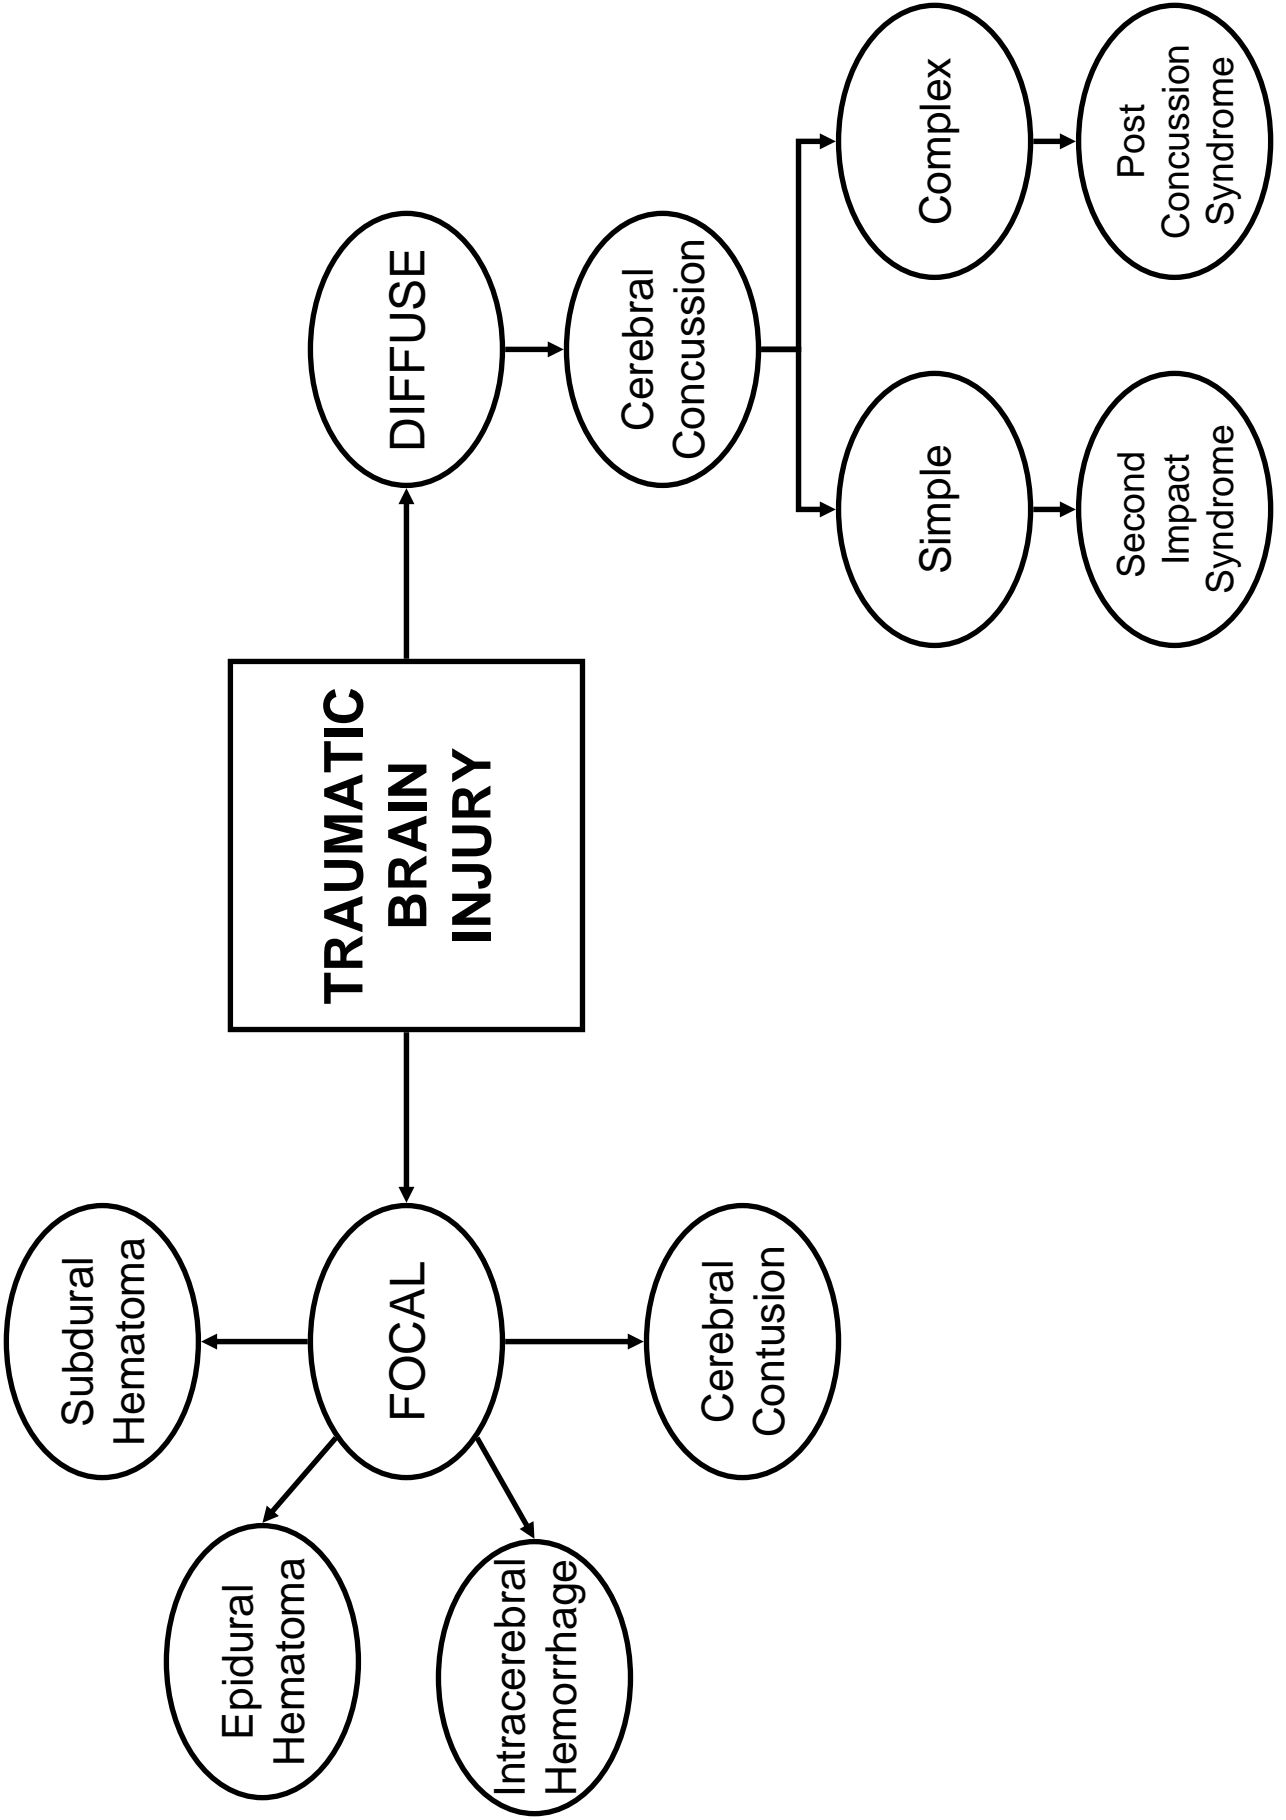 TRAUMATIC
BRAIN
INJURY
FOCAL
Subdural
Hematoma
Epidural
Hematoma
Intracerebral
Hemorrhage
Cerebral
Contusion
DIFFUSE
Cerebral
Concussion
Simple
Second
Impact
Syndrome
Complex
Post
Concussion
Syndrome